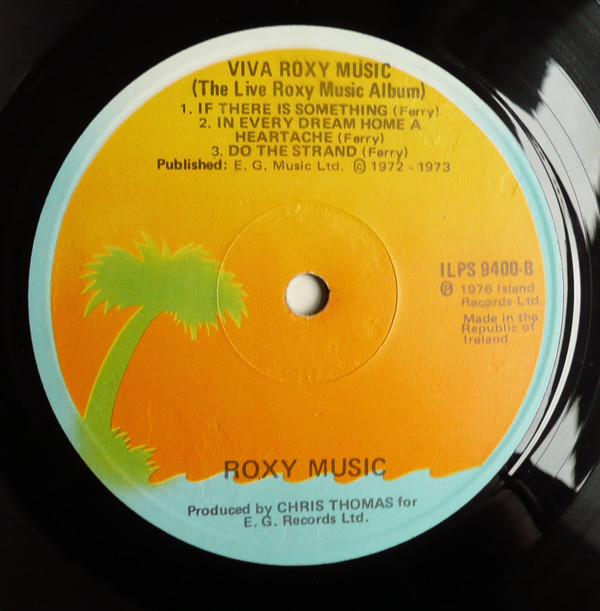 VIVA ROXY MUSIC
(The Live Roxy Music Album)
1. IF THERE IS SOMETHING (Ferry)
2. IN EVERY DREAM HOME A
HEARTACHE (Ferry)
3. DO THE STRAND (Ferry)
Published: E. G. Music Ltd. © 1972 - 1973
ILPS 9400-B
℗ 1976 Island
Records Ltd.
Made in the
Republic of
Ireland
ROXY MUSIC
Produced by CHRIS THOMAS for
E. G. Records Ltd.